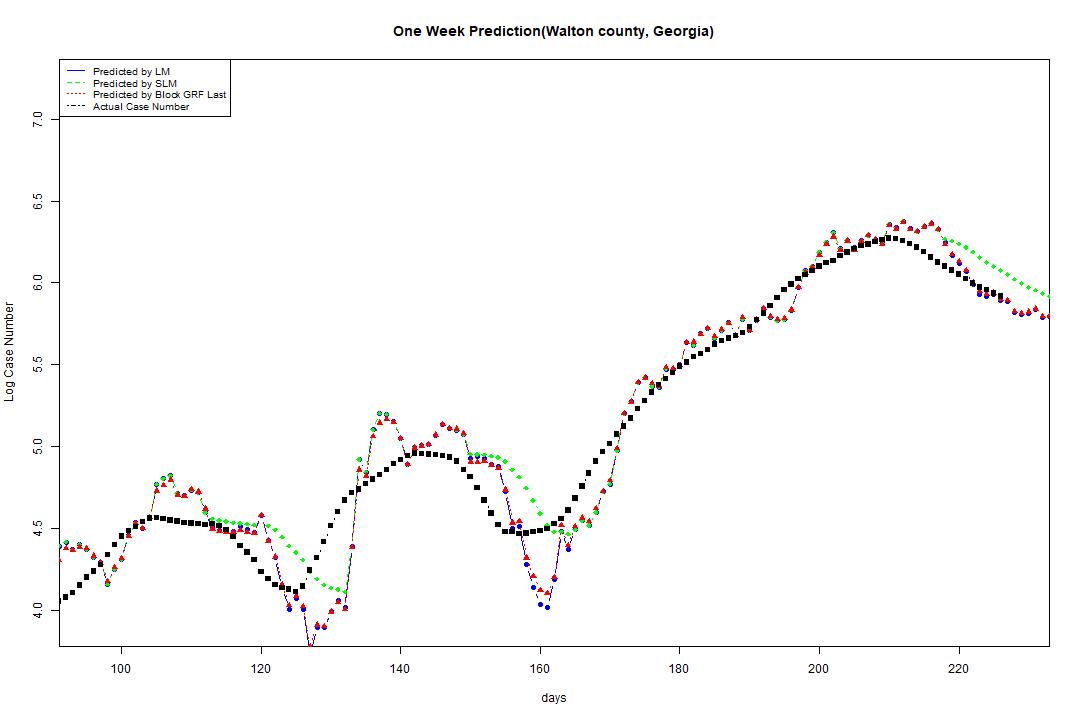 One Week Prediction(Walton county, Georgia)
Predicted by LM
Predicted by SLM
Predicted by Block GRF Last
Actual Case Number
7.0
6.5
6.0
5.5
5.0
4.5
4.0
Log Case Number
100 120 140 160 180 200 220
days